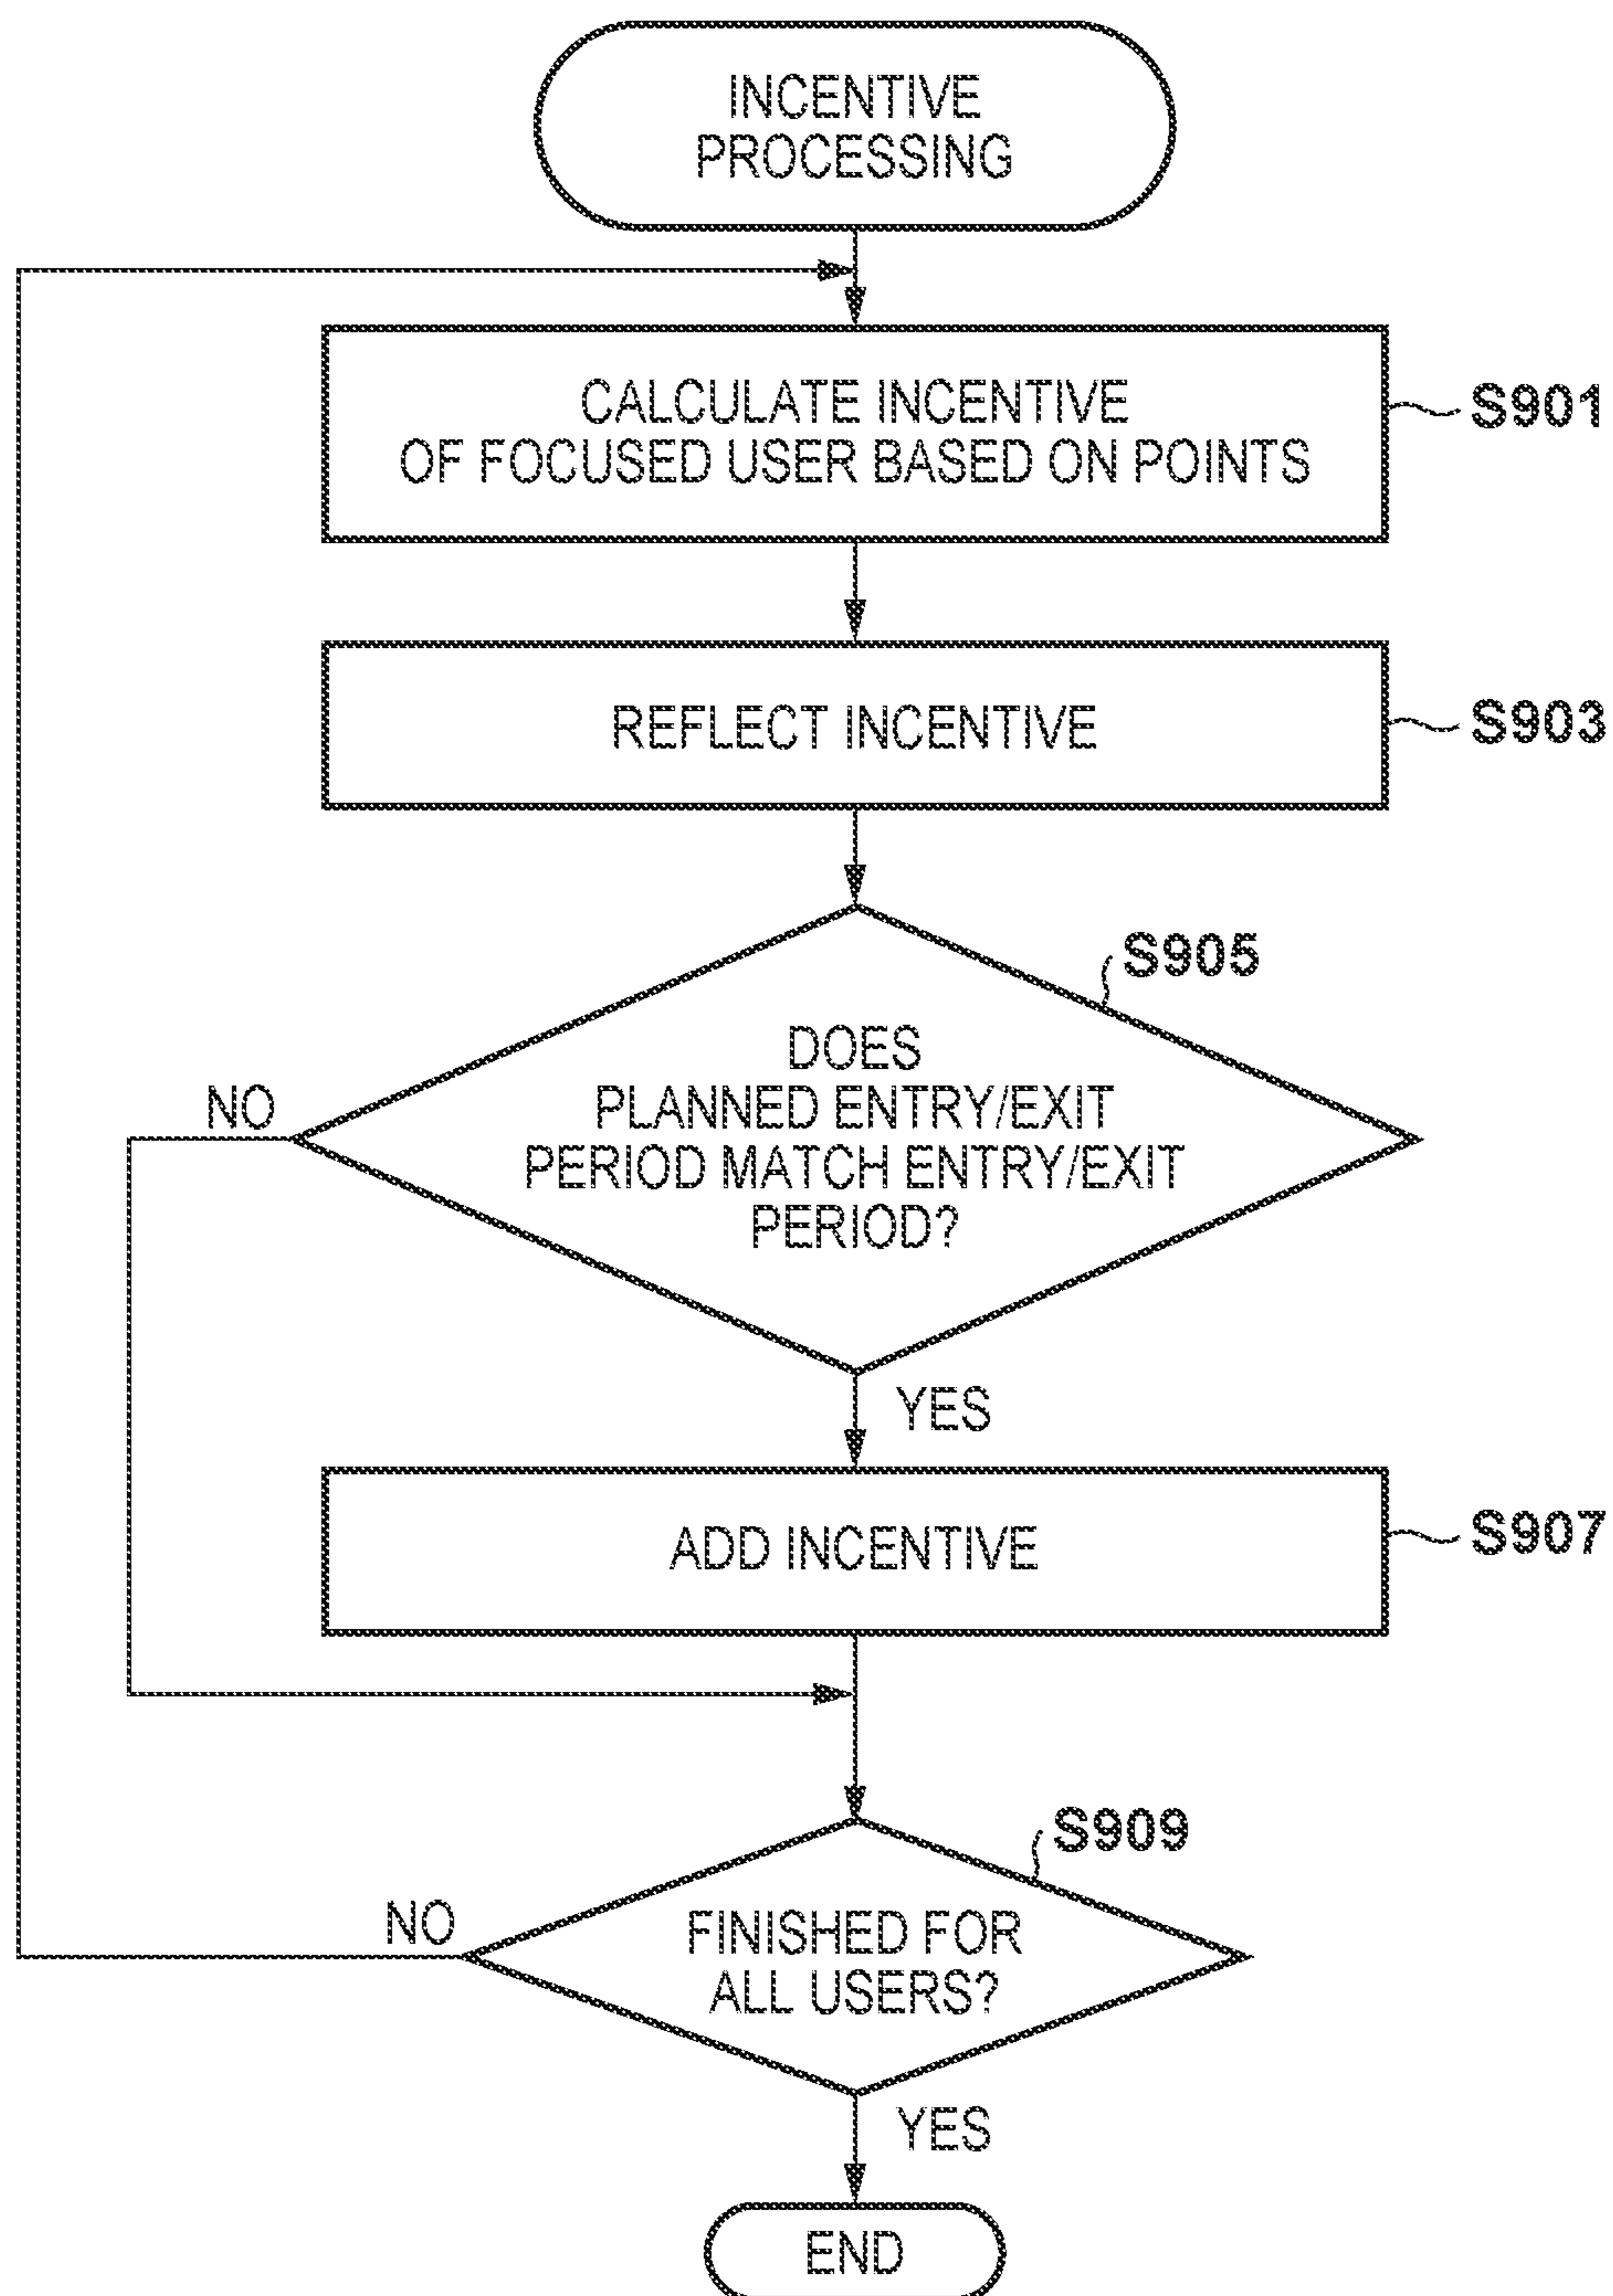 INCENTIVE
PROCESSING
CALCULATE INCENTIVE
OF FOCUSED USER BASED ON POINTS
S901
REFLECT INCENTIVE
S903
S905
DOES
PLANNED ENTRY/EXIT
PERIOD MATCH ENTRY/EXIT
PERIOD?
NO
YES
ADD INCENTIVE
S907
S909
FINISHED FOR
ALL USERS?
NO
YES
END